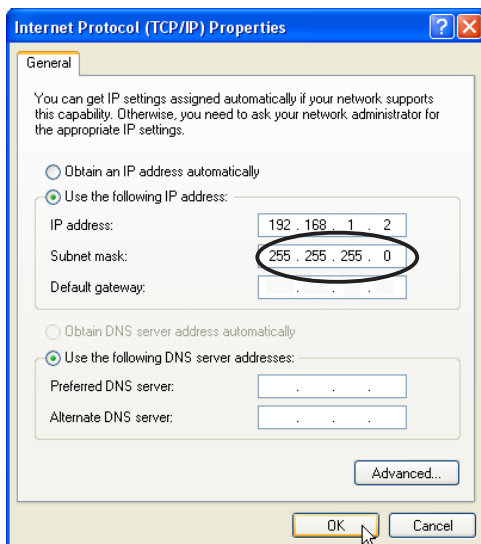 Internet Protocol (TCP/IP) Properties
General
You can get IP settings assigned automatically if your network supports
this capability. Otherwise, you need to ask your network administrator for
the appropriate IP settings.
Obtain an IP address automatically
Use the following IP address:
IP address: 192 . 168 . 1 . 2
Subnet mask: 255 . 255 . 255 . 0
Default gateway: . . .
Obtain DNS server address automatically
Use the following DNS server addresses:
Preferred DNS server: . . .
Alternate DNS server: . . .
Advanced...
OK Cancel